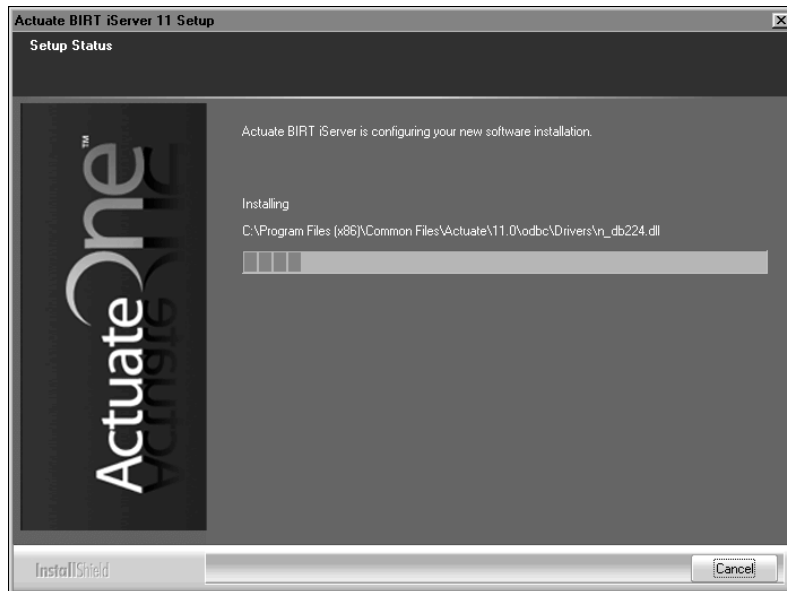 Actuate BIRT iServer 11 Setup
Setup Status
Actuate BIRT iServer is configuring your new software installation.
Installing
C:\Program Files (x86)\Common Files\Actuate\11.0\odbc\Drivers\n_db224.dll
ActuateOne™
InstallShield
Cancel